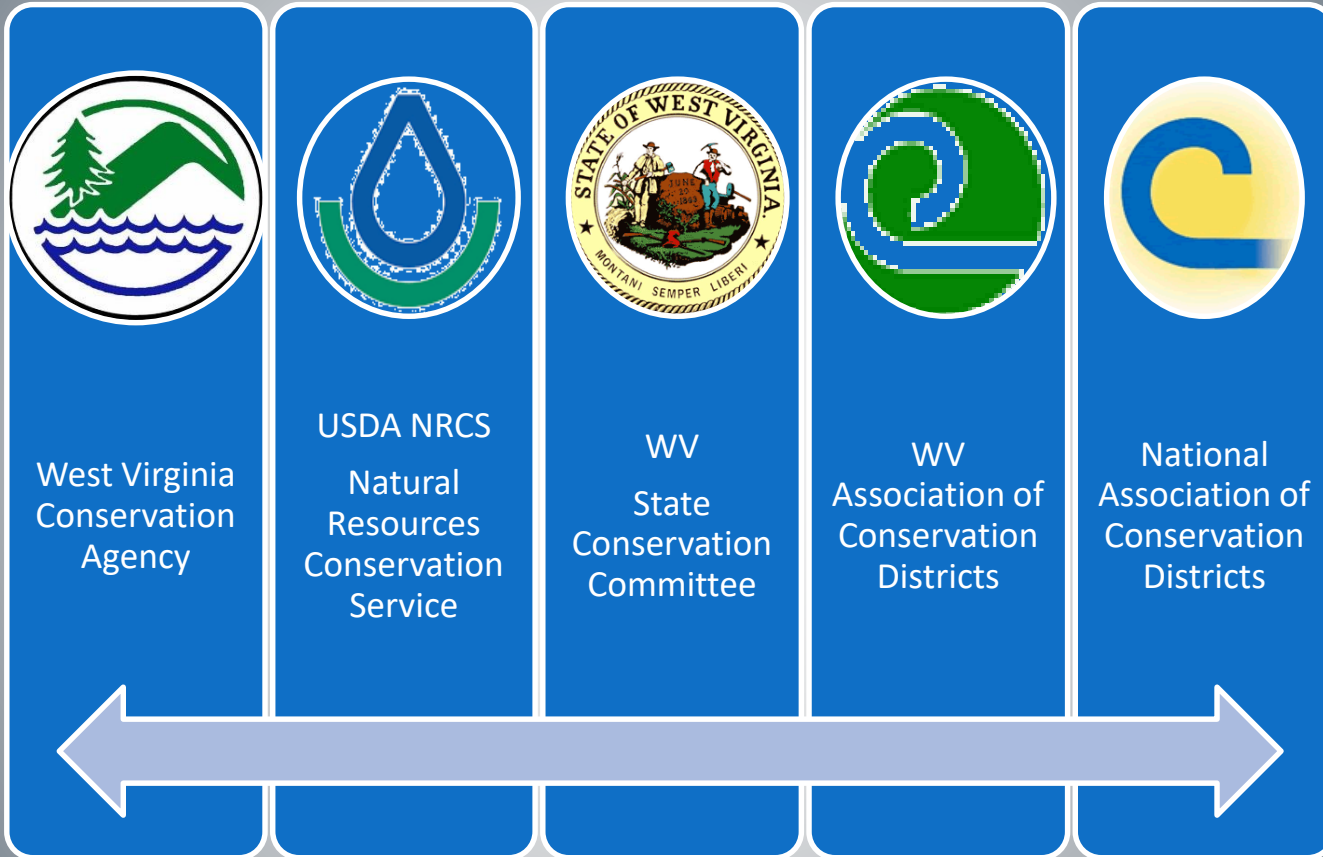 STATE OF WEST VIRGINIA.
JUNE
20
1863
MONTANI SEMPER LIBERI
West Virginia
Conservation
Agency
USDA NRCS
Natural
Resources
Conservation
Service
WV
State
Conservation
Committee
WV
Association of
Conservation
Districts
National
Association of
Conservation
Districts